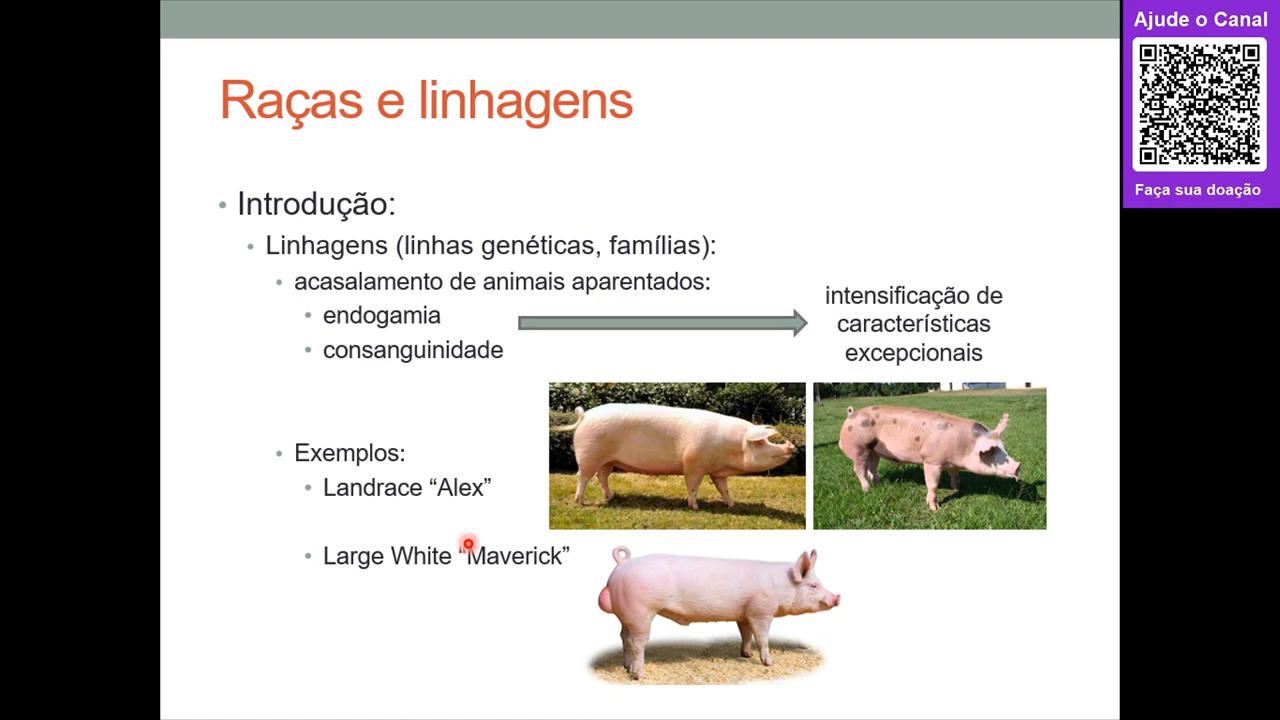 Raças e linhagens
Introdução:
Linhagens (linhas genéticas, famílias):
acasalamento de animais aparentados:
endogamia
consanguinidade
intensificação de
características
excepcionais
Exemplos:
Landrace “Alex”
Large White “Maverick”
Ajude o Canal
Faça sua doação